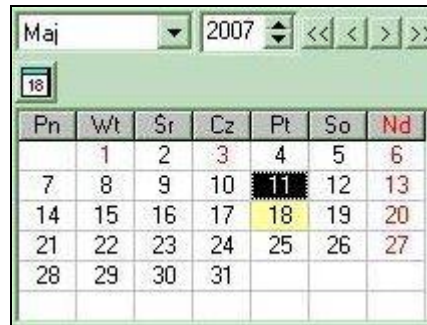 Maj 2007 << < > >>
18
Pn Wt Śr Cz Pt So Nd
1 2 3 4 5 6
7 8 9 10 11 12 13
14 15 16 17 18 19 20
21 22 23 24 25 26 27
28 29 30 31